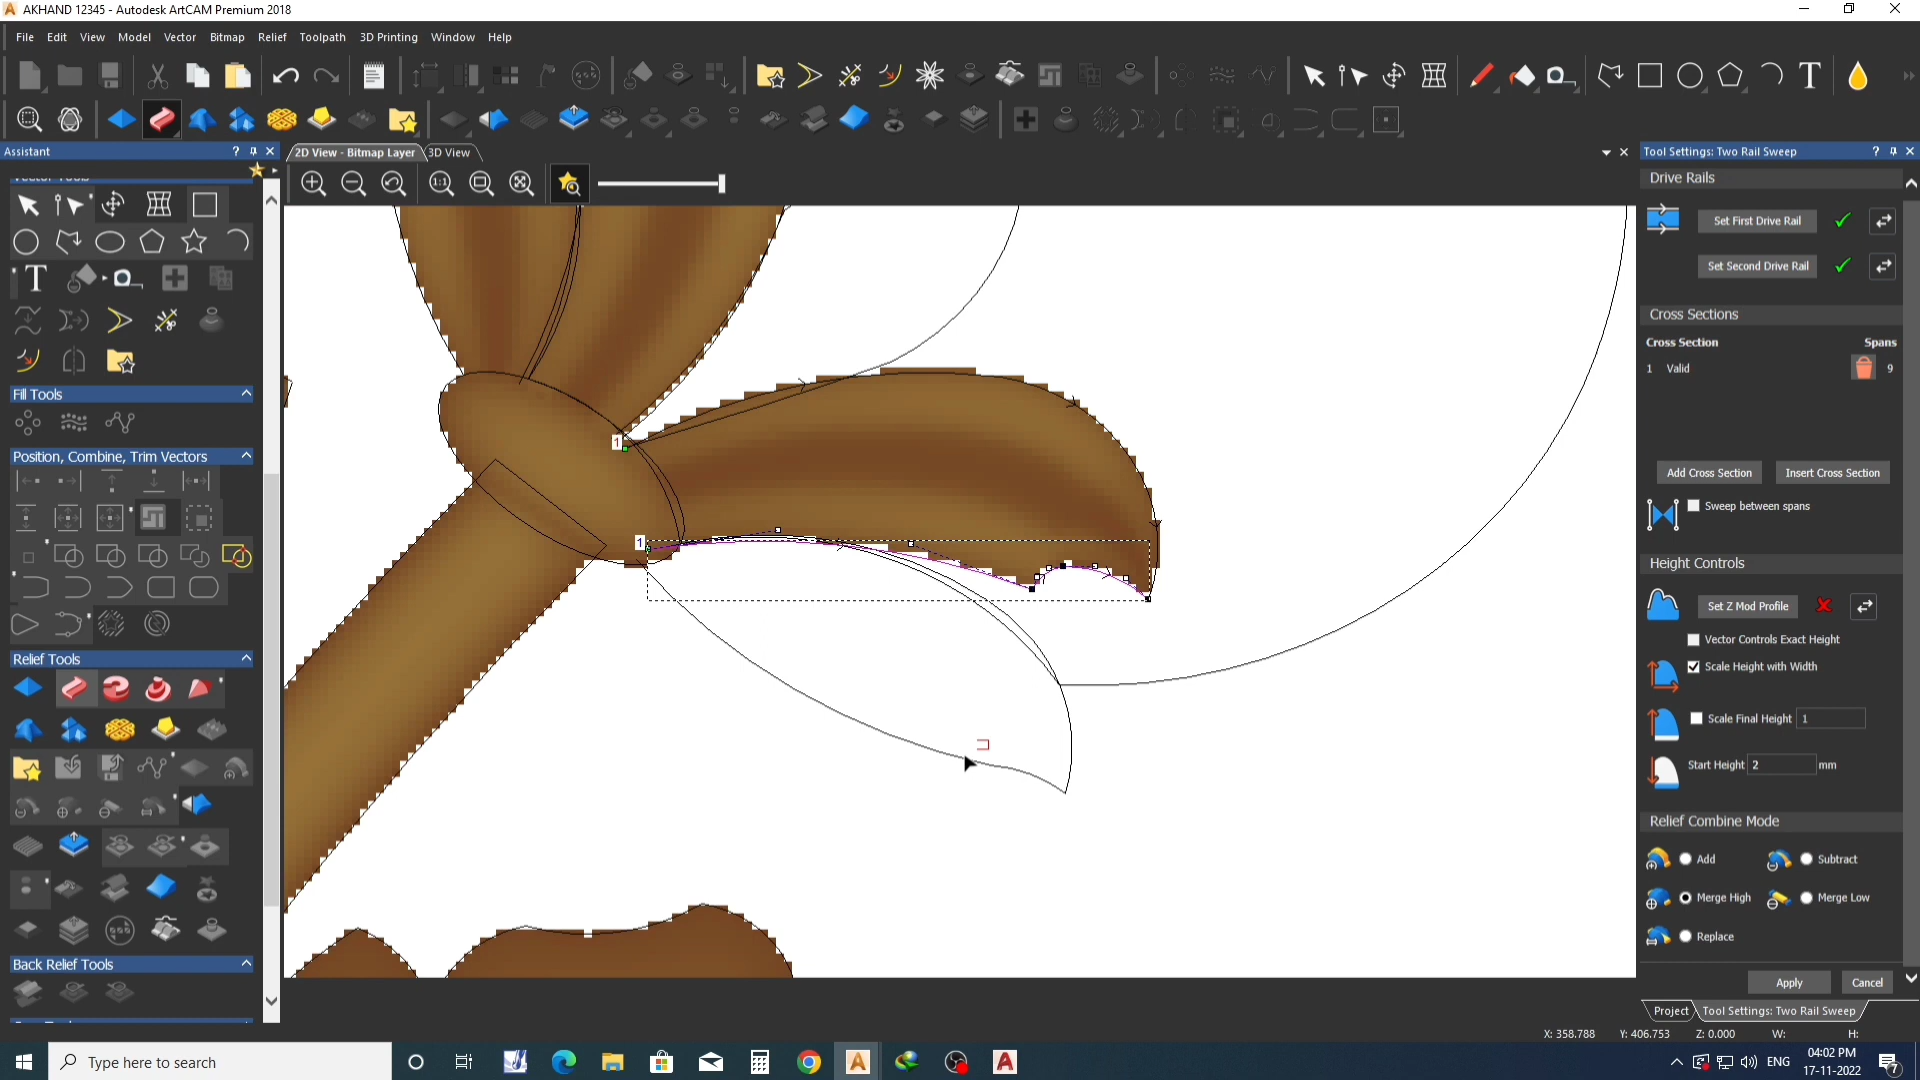 AKHAND 12345 - Autodesk ArtCAM Premium 2018
File Edit View Model Vector Bitmap Relief Toolpath 3D Printing Window Help
Assistant
2D View - Bitmap Layer
3D View
Tool Settings: Two Rail Sweep
Drive Rails
Set First Drive Rail
Set Second Drive Rail
Cross Sections
Cross Section Spans
1 Valid 9
Add Cross Section
Insert Cross Section
Sweep between spans
Height Controls
Set Z Mod Profile
Vector Controls Exact Height
Scale Height with Width
Scale Final Height 1
Start Height 2 mm
Relief Combine Mode
Add
Subtract
Merge High
Merge Low
Replace
Apply
Cancel
Project
Tool Settings: Two Rail Sweep
Fill Tools
Position, Combine, Trim Vectors
Relief Tools
Back Relief Tools
1:1
1
1
X: 358.788 Y: 406.753 Z: 0.000 W: H:
Type here to search
ENG
04:02 PM
17-11-2022
7